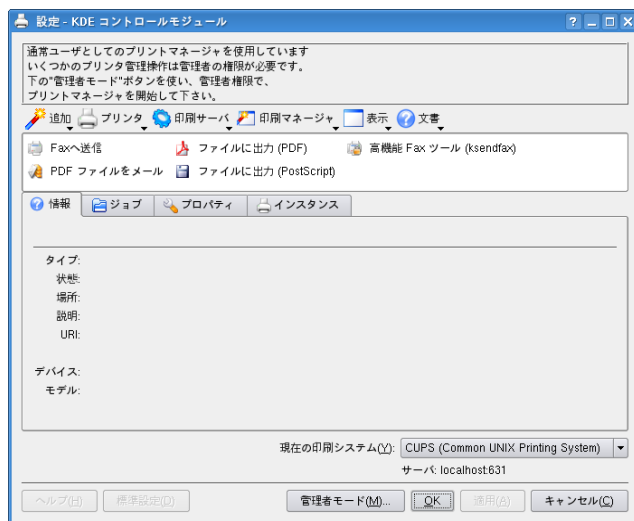 設定 - KDE コントロールモジュール
通常ユーザとしてのプリントマネージャを使用しています
いくつかのプリンタ管理操作は管理者の権限が必要です。
下の"管理者モード"ボタンを使い、管理者権限で、
プリントマネージャを開始して下さい。
追加 プリンタ 印刷サーバ 印刷マネージャ 表示 文書
Faxへ送信 ファイルに出力 (PDF) 高機能 Fax ツール (ksendfax)
PDF ファイルをメール ファイルに出力 (PostScript)
情報 ジョブ プロパティ インスタンス
タイプ:
状態:
場所:
説明:
URI:
デバイス:
モデル:
現在の印刷システム(Y): CUPS (Common UNIX Printing System)
サーバ: localhost:631
ヘルプ(H) 標準設定(D) 管理者モード(M)... OK 適用(A) キャンセル(C)